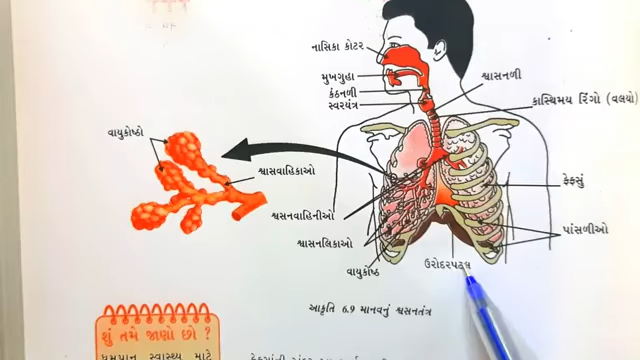 નાસિકા કોટર
મુખગુહા
કંઠનળી
સ્વરયંત્ર
શ્વાસનળી
કાસ્થિમય રિંગો (વલયો)
વાયુકોષ્ઠો
શ્વાસવાહિકાઓ
ફેફસું
શ્વસનવાહિનીઓ
પાંસળીઓ
શ્વાસનલિકાઓ
વાયુકોષ્ઠ
ઉરોદરપટલ
આકૃતિ 6.9 માનવનું શ્વસનતંત્ર
શું તમે જાણો છો ?
ધૂમ્રપાન સ્વાસ્થ્ય માટે